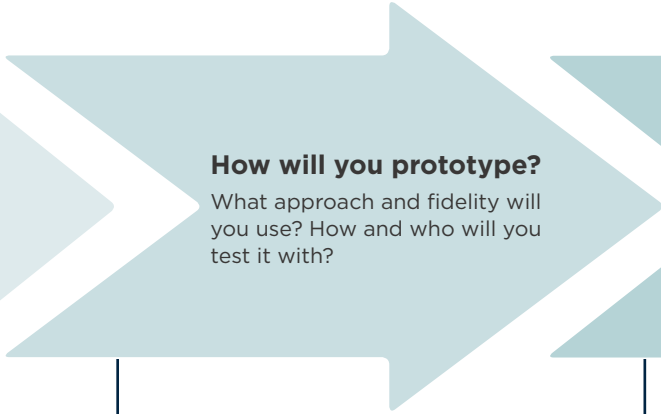 How will you prototype?
What approach and fidelity will
you use? How and who will you
test it with?